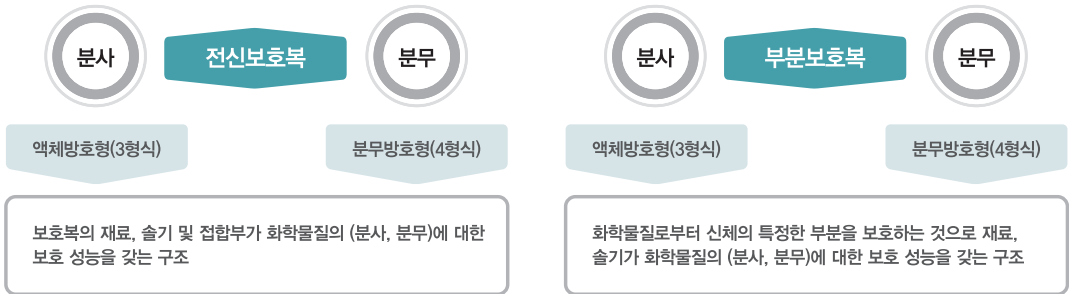 분사
전신보호복
분무
액체방호형(3형식)
분무방호형(4형식)
보호복의 재료, 솔기 및 접합부가 화학물질의 (분사, 분무)에 대한
보호 성능을 갖는 구조
분사
부분보호복
분무
액체방호형(3형식)
분무방호형(4형식)
화학물질로부터 신체의 특정한 부분을 보호하는 것으로 재료,
솔기가 화학물질의 (분사, 분무)에 대한 보호 성능을 갖는 구조